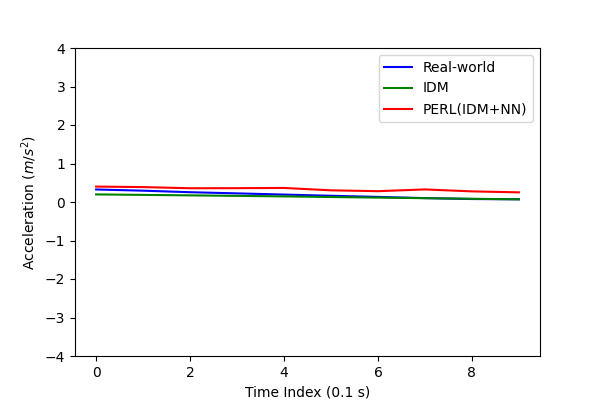 Real-world
IDM
PERL(IDM+NN)
4
3
2
1
0
−1
−2
−3
−4
Acceleration (m/s²)
0 2 4 6 8
Time Index (0.1 s)